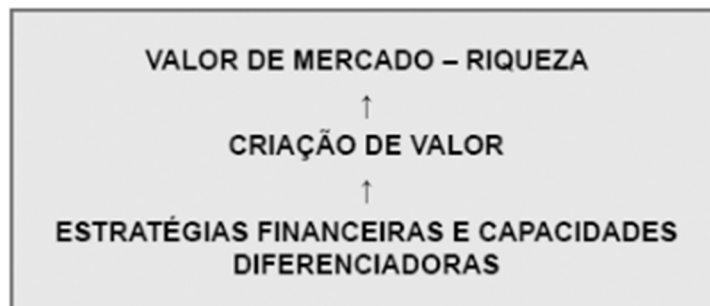 VALOR DE MERCADO – RIQUEZA
↑
CRIAÇÃO DE VALOR
↑
ESTRATÉGIAS FINANCEIRAS E CAPACIDADES
DIFERENCIADORAS